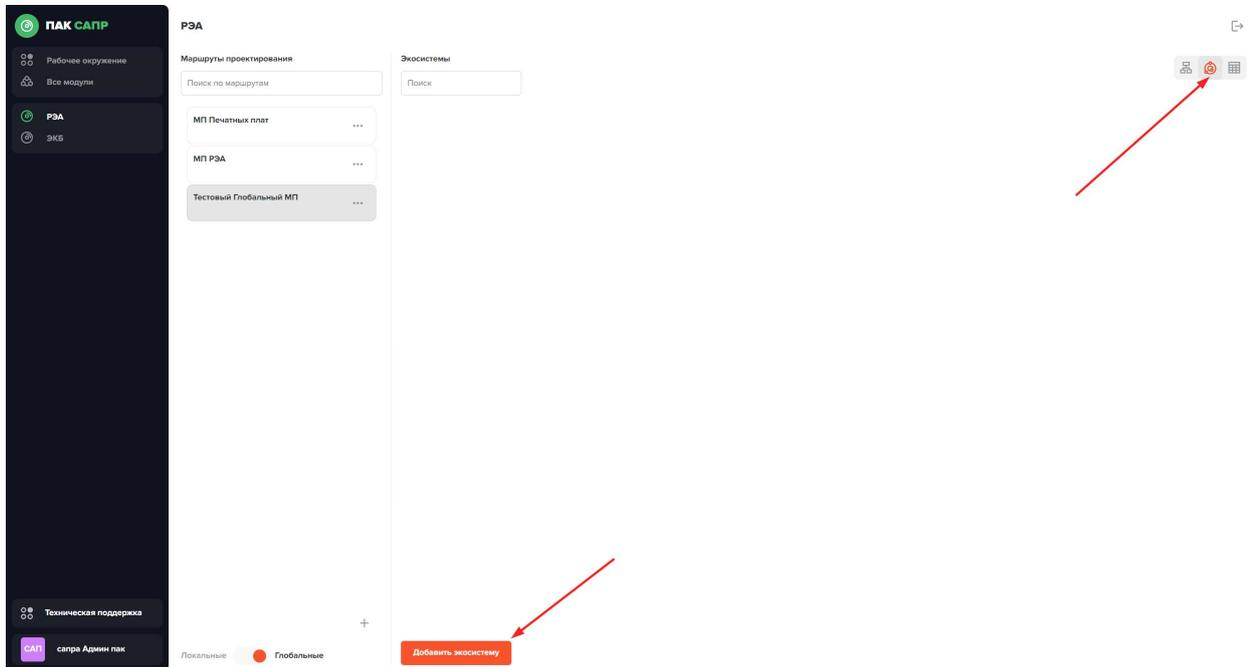 ПАК САПР
Рабочее окружение
Все модули
РЭА
ЭКБ
Техническая поддержка
САП
сапра Админ пак
РЭА
Маршруты проектирования
Поиск по маршрутам
МП Печатных плат
МП РЭА
Тестовый Глобальный МП
Локальные
Глобальные
Экосистемы
Поиск
Добавить экосистему